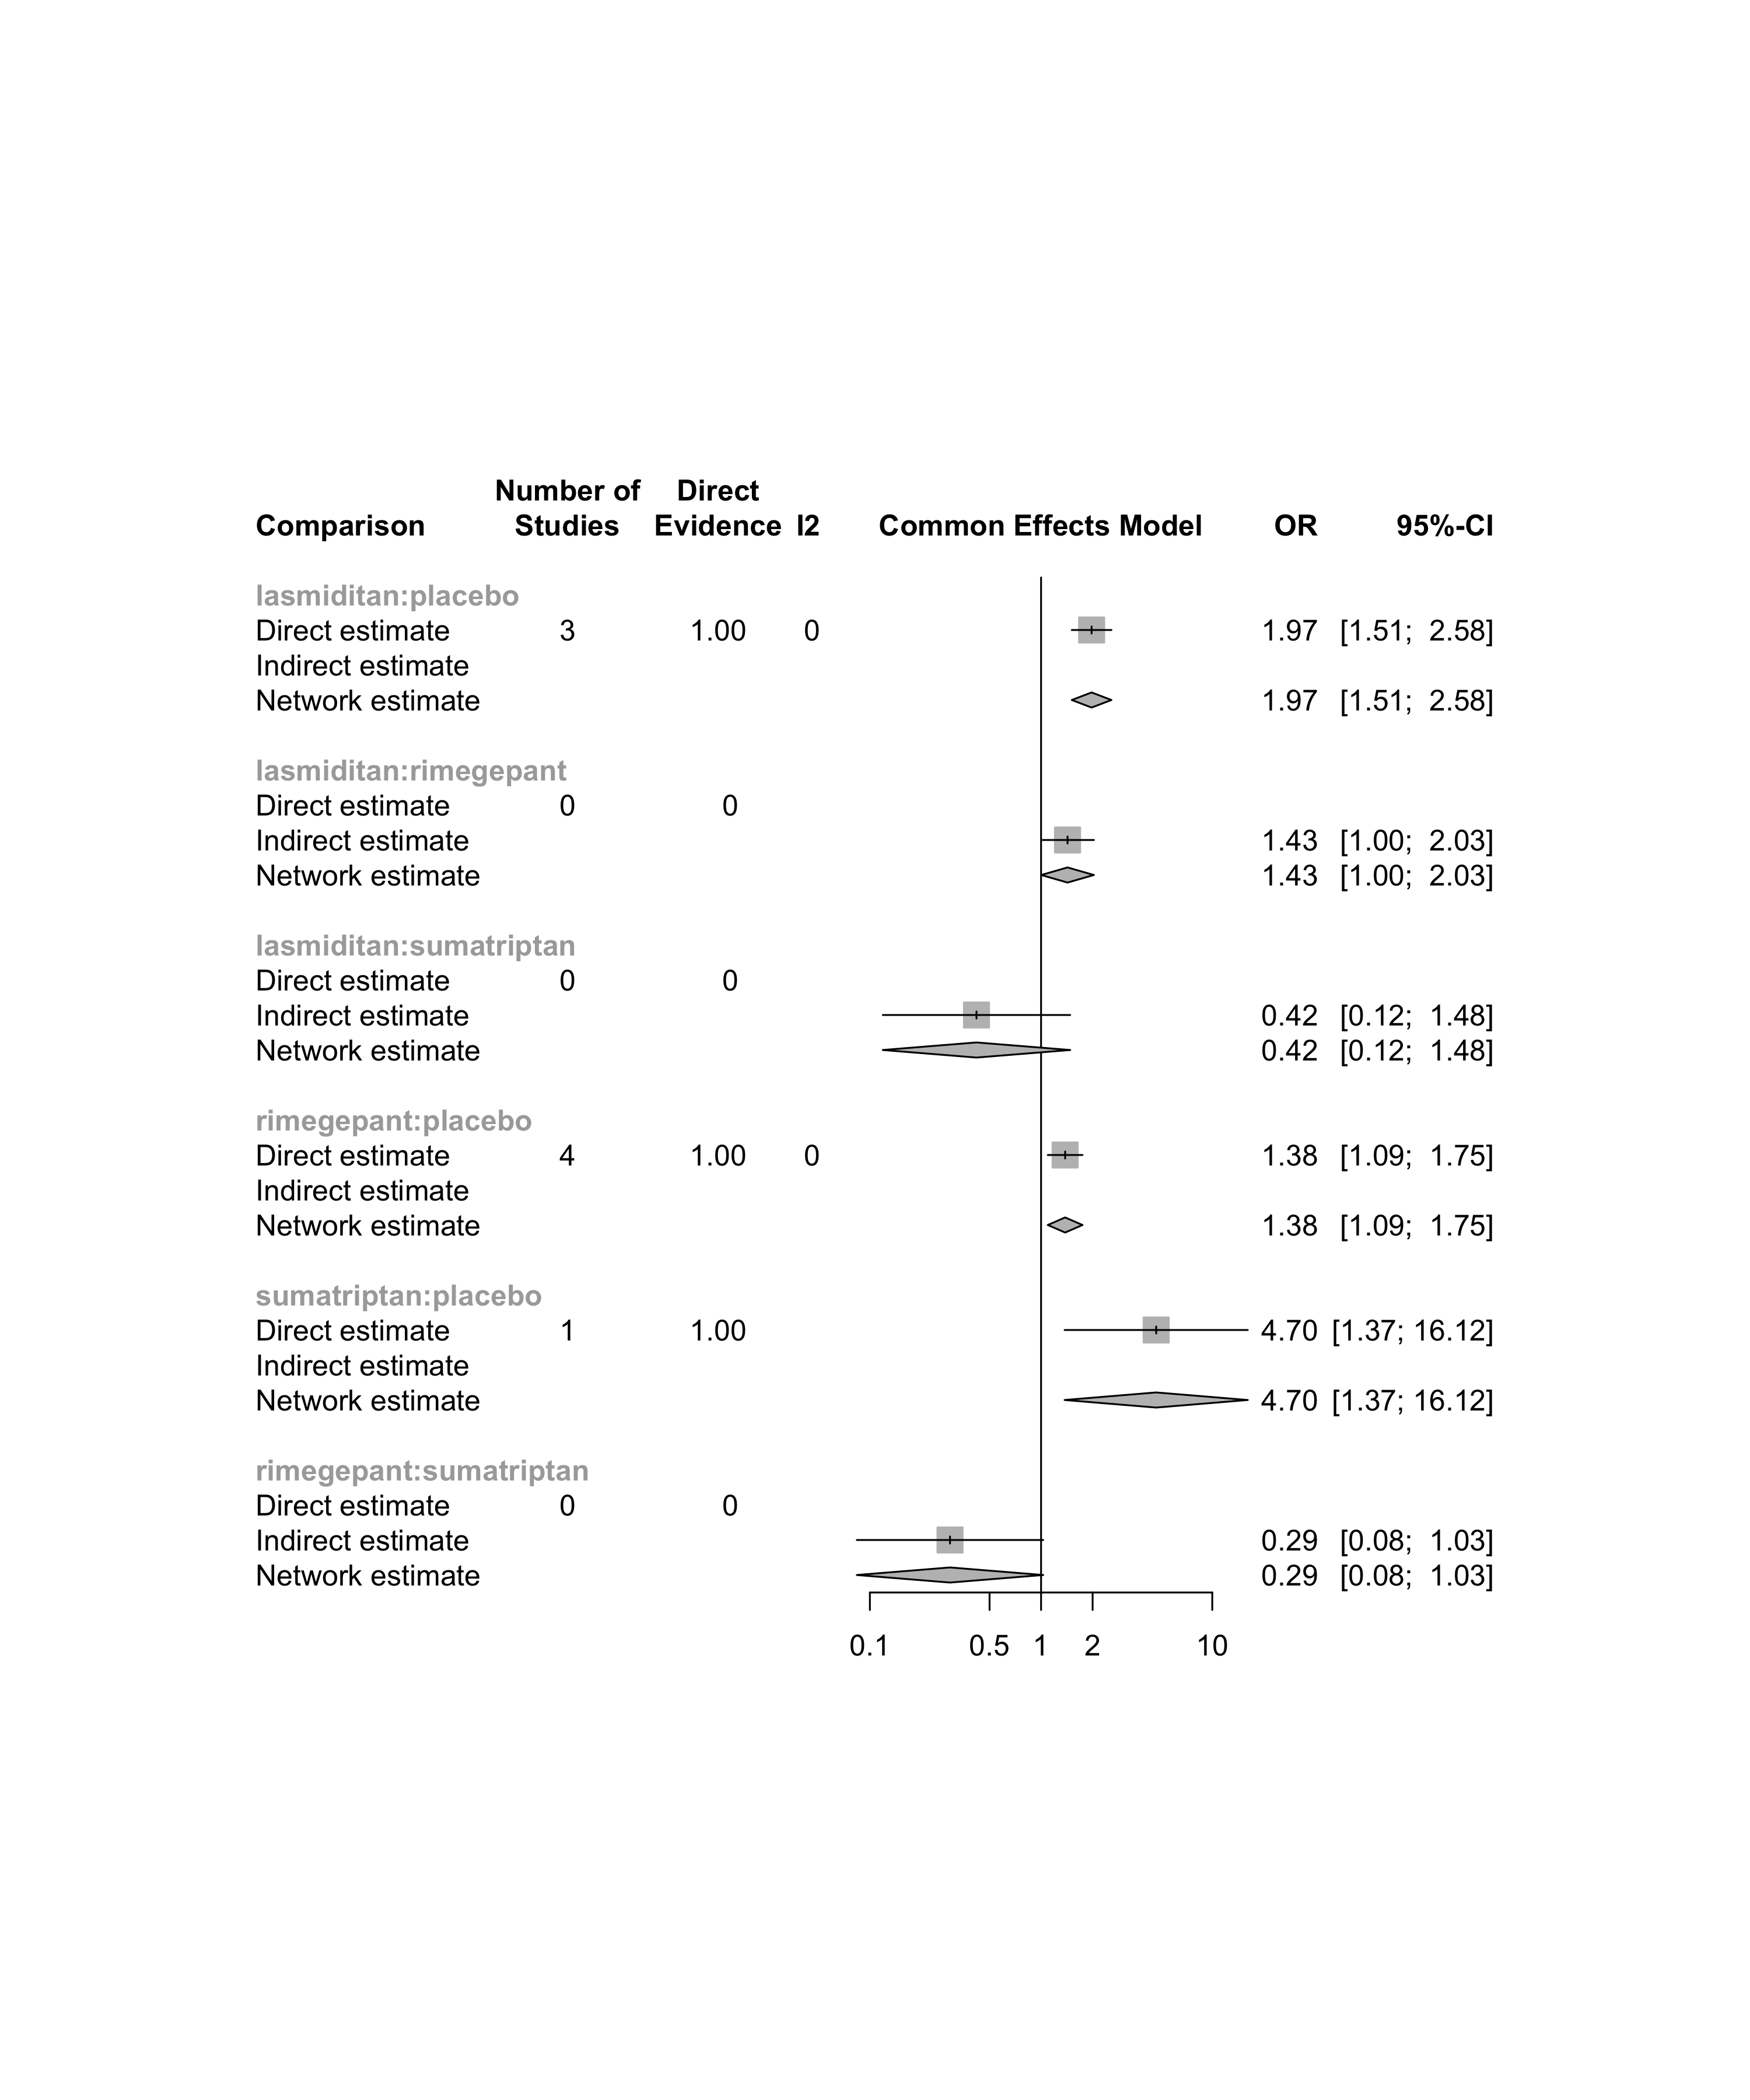 Number of Direct
Comparison Studies Evidence I2 Common Effects Model OR 95%-CI
lasmiditan:placebo
Direct estimate 3 1.00 0 1.97 [1.51; 2.58]
Indirect estimate
Network estimate 1.97 [1.51; 2.58]
lasmiditan:rimegepant
Direct estimate 0 0
Indirect estimate 1.43 [1.00; 2.03]
Network estimate 1.43 [1.00; 2.03]
lasmiditan:sumatriptan
Direct estimate 0 0
Indirect estimate 0.42 [0.12; 1.48]
Network estimate 0.42 [0.12; 1.48]
rimegepant:placebo
Direct estimate 4 1.00 0 1.38 [1.09; 1.75]
Indirect estimate
Network estimate 1.38 [1.09; 1.75]
sumatriptan:placebo
Direct estimate 1 1.00 4.70 [1.37; 16.12]
Indirect estimate
Network estimate 4.70 [1.37; 16.12]
rimegepant:sumatriptan
Direct estimate 0 0
Indirect estimate 0.29 [0.08; 1.03]
Network estimate 0.29 [0.08; 1.03]
0.1 0.5 1 2 10